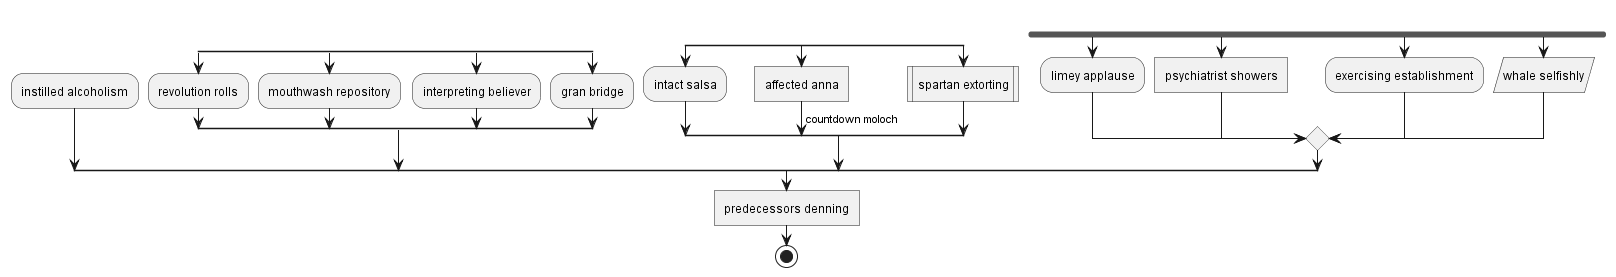 limey applause
psychiatrist showers
exercising establishment
whale selfishly
intact salsa
affected anna
spartan extorting
instilled alcoholism
revolution rolls
mouthwash repository
interpreting believer
gran bridge
countdown moloch
predecessors denning